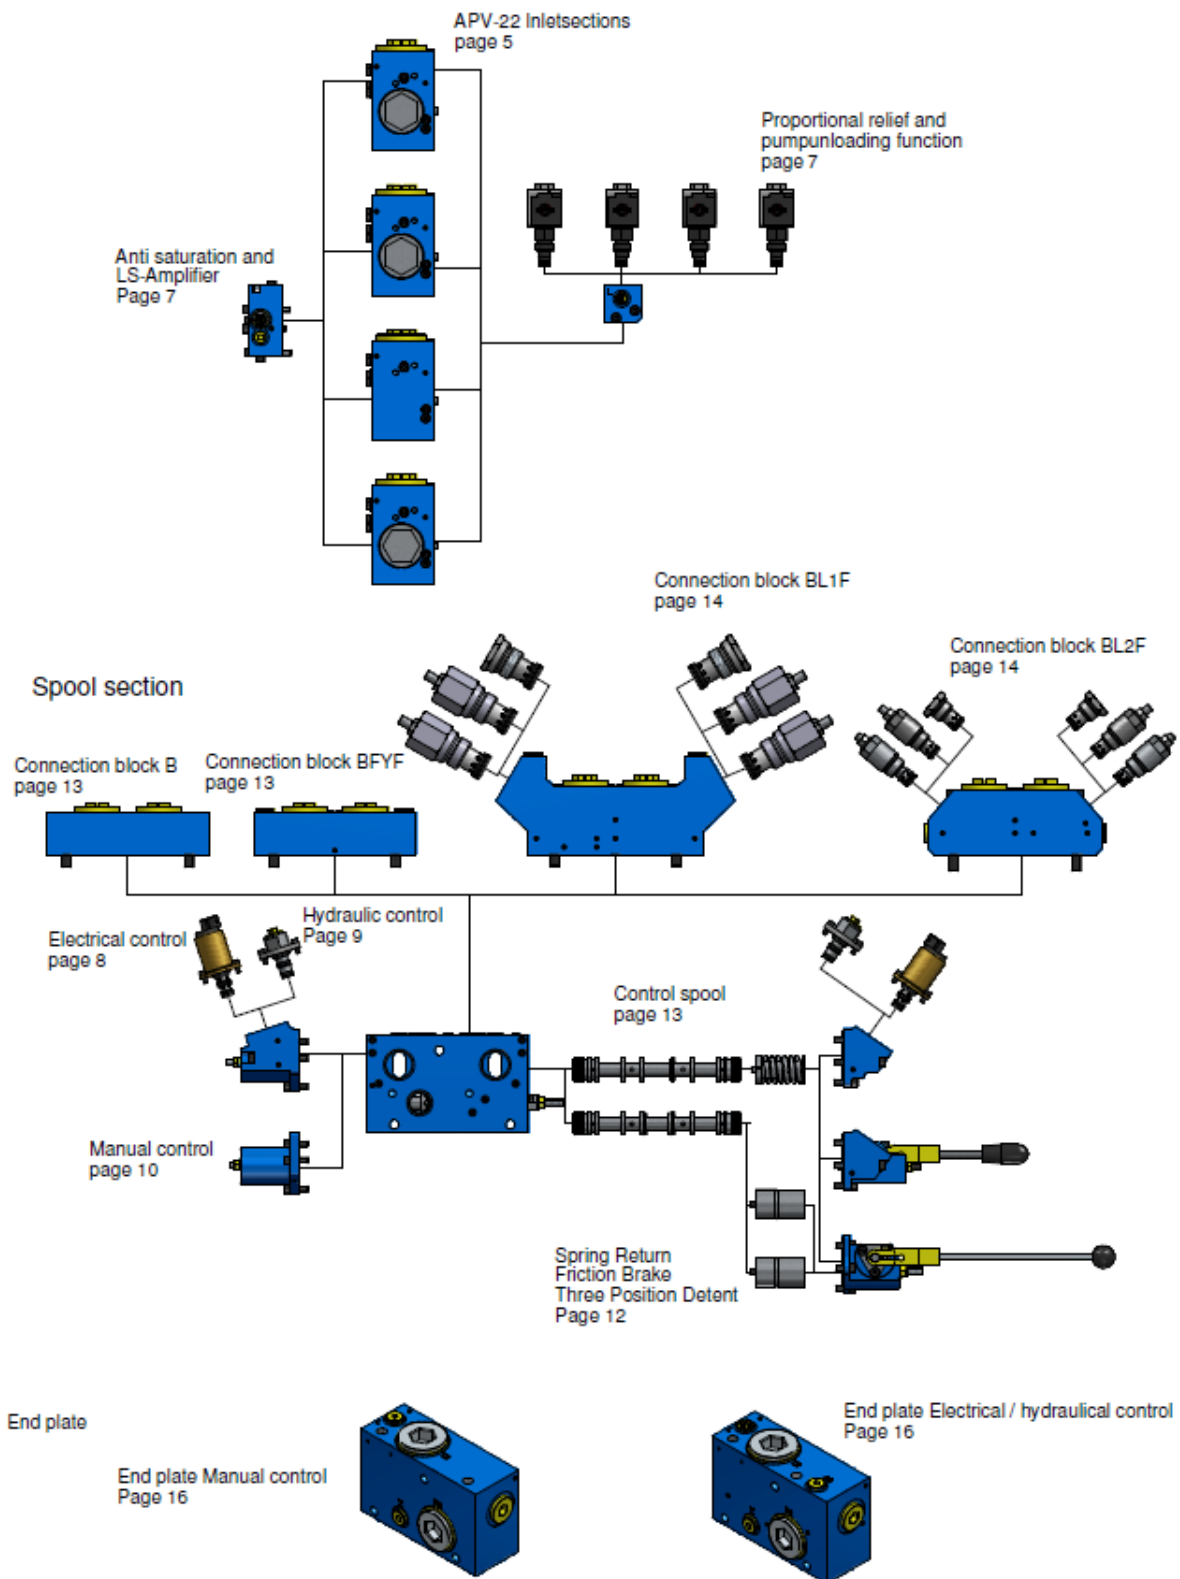 APV-22 Inletsections
page 5
Proportional relief and
pumpunloading function
page 7
Anti saturation and
LS-Amplifier
Page 7
Connection block BL1F
page 14
Connection block BL2F
page 14
Spool section
Connection block B
page 13
Connection block BFYF
page 13
Electrical control
page 8
Hydraulic control
Page 9
Control spool
page 13
Manual control
page 10
Spring Return
Friction Brake
Three Position Detent
Page 12
End plate
End plate Manual control
Page 16
End plate Electrical / hydraulical control
Page 16